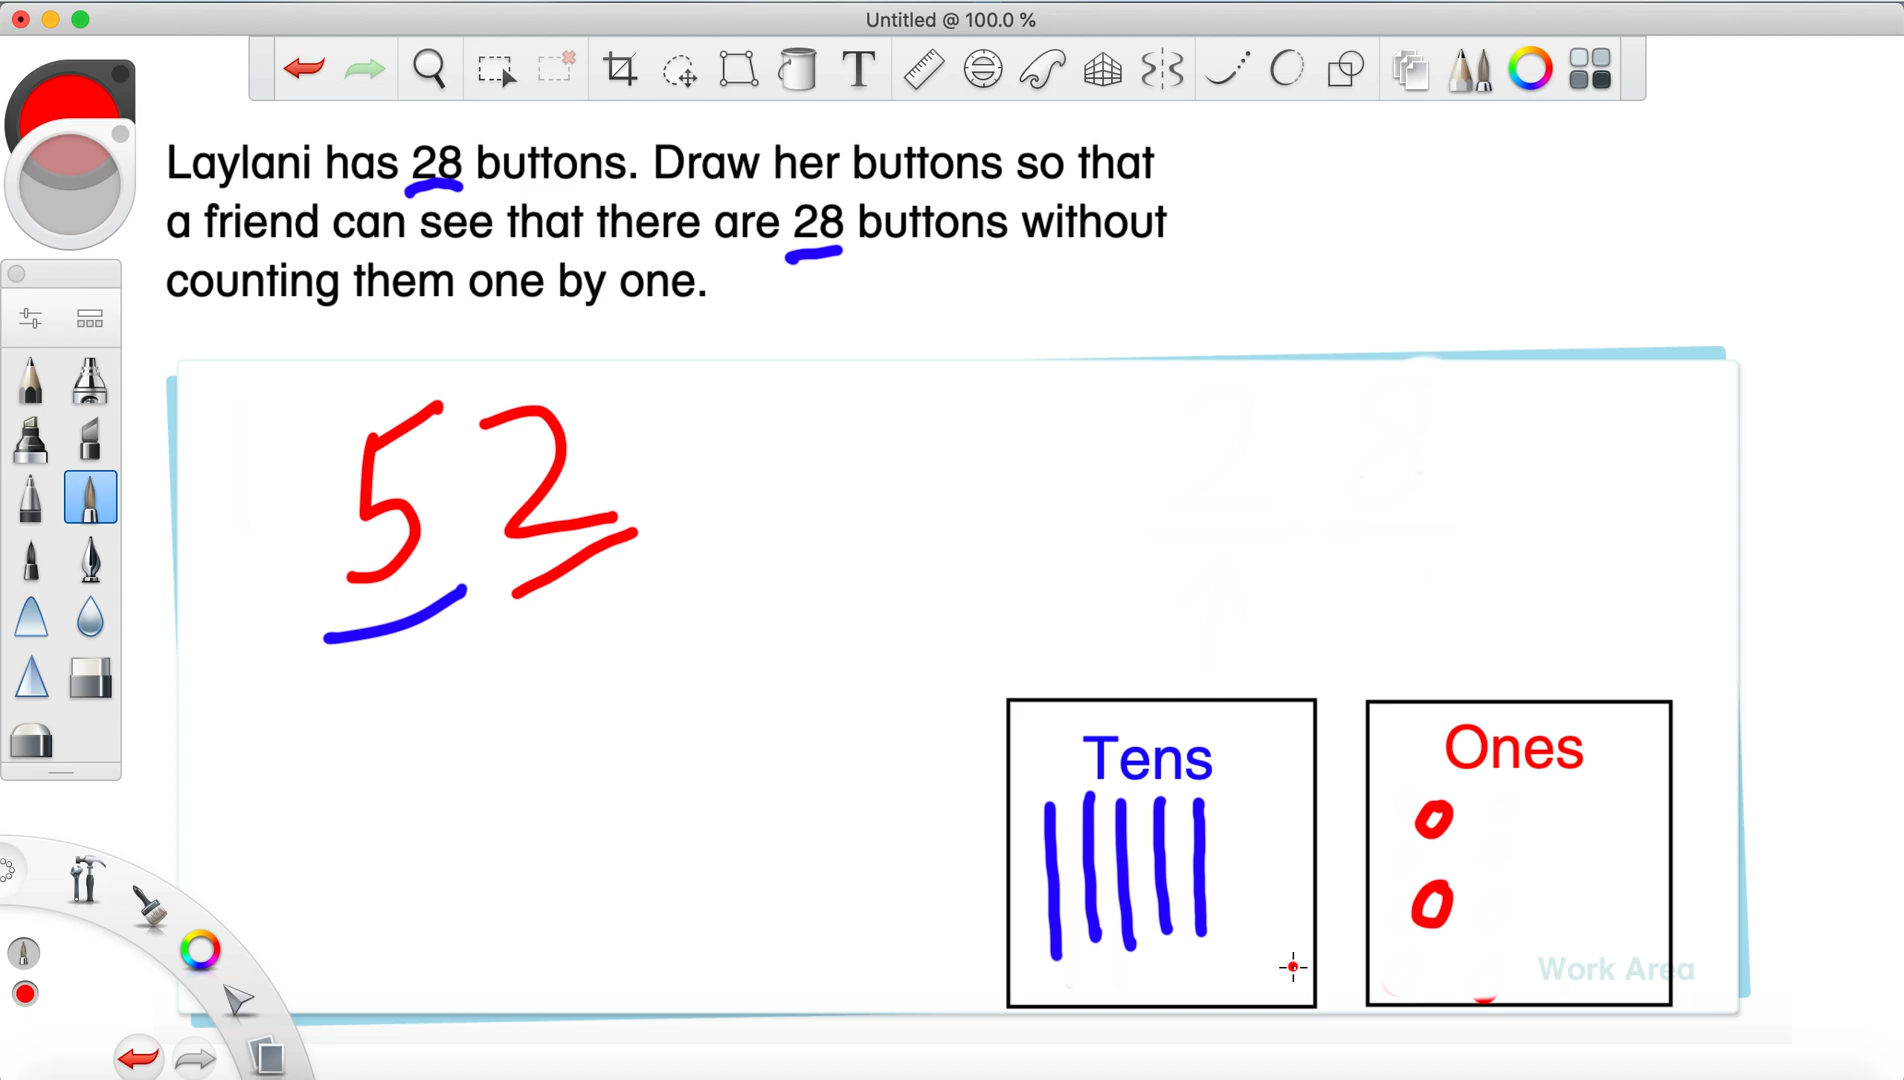 Untitled @ 100.0 %
T
Laylani has 28 buttons. Draw her buttons so that
a friend can see that there are 28 buttons without
counting them one by one.
52
Tens
Ones
Work Area